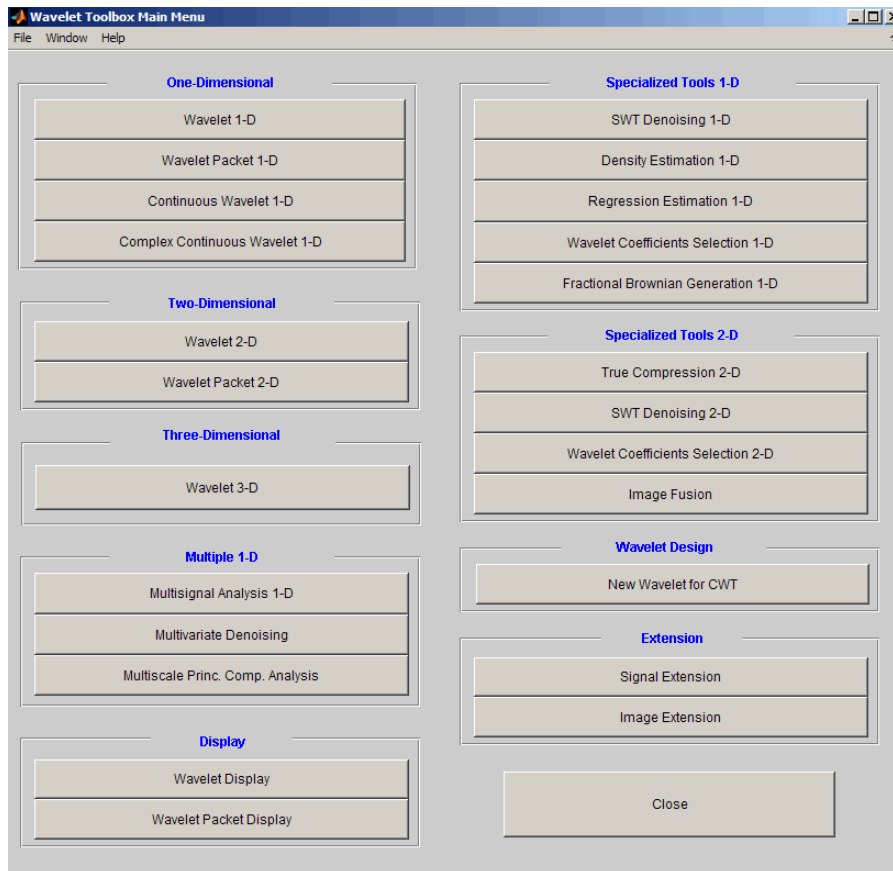 Wavelet Toolbox Main Menu
File Window Help
One-Dimensional
Wavelet 1-D
Wavelet Packet 1-D
Continuous Wavelet 1-D
Complex Continuous Wavelet 1-D
Two-Dimensional
Wavelet 2-D
Wavelet Packet 2-D
Three-Dimensional
Wavelet 3-D
Multiple 1-D
Multisignal Analysis 1-D
Multivariate Denoising
Multiscale Princ. Comp. Analysis
Display
Wavelet Display
Wavelet Packet Display
Specialized Tools 1-D
SWT Denoising 1-D
Density Estimation 1-D
Regression Estimation 1-D
Wavelet Coefficients Selection 1-D
Fractional Brownian Generation 1-D
Specialized Tools 2-D
True Compression 2-D
SWT Denoising 2-D
Wavelet Coefficients Selection 2-D
Image Fusion
Wavelet Design
New Wavelet for CWT
Extension
Signal Extension
Image Extension
Close